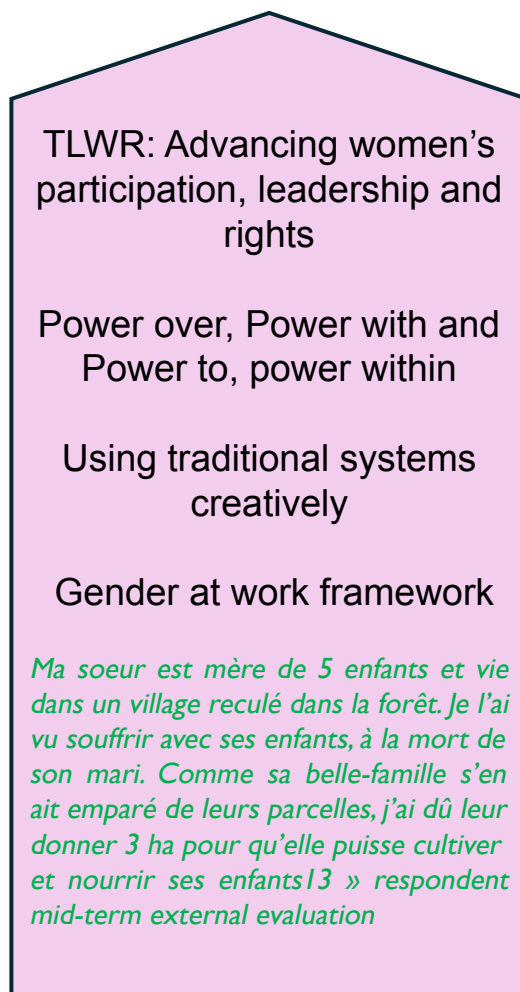 TLWR: Advancing women’s
participation, leadership and
rights
Power over, Power with and
Power to, power within
Using traditional systems
creatively
Gender at work framework
Ma soeur est mère de 5 enfants et vie
dans un village reculé dans la forêt. Je l’ai
vu souffrir avec ses enfants, à la mort de
son mari. Comme sa belle-famille s’en
ait emparé de leurs parcelles, j’ai dû leur
donner 3 ha pour qu’elle puisse cultiver
et nourrir ses enfants13 » respondent
mid-term external evaluation